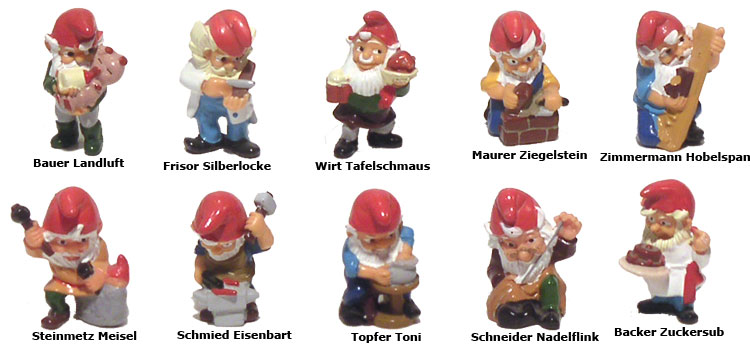 Bauer Landluft
Frisor Silberlocke
Wirt Tafelschmaus
Maurer Ziegelstein
Zimmermann Hobelspan
Steinmetz Meisel
Schmied Eisenbart
Topfer Toni
Schneider Nadelflink
Backer Zuckersub